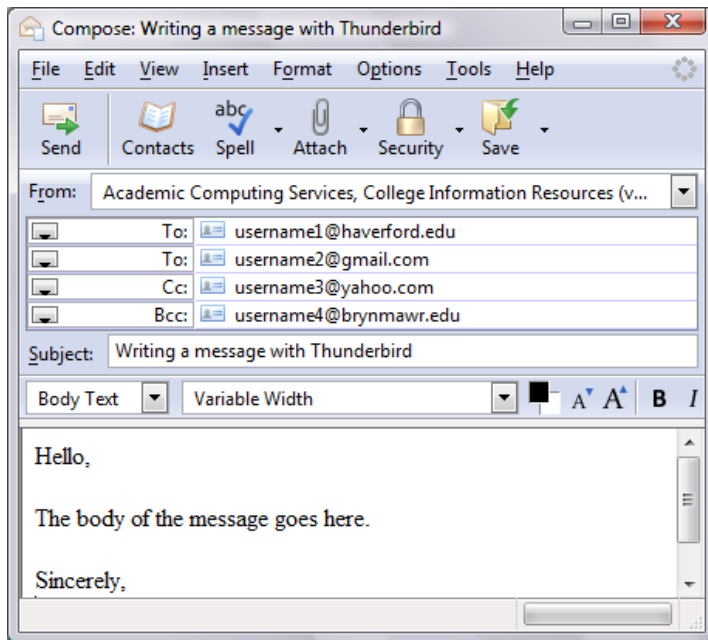 Compose: Writing a message with Thunderbird
File Edit View Insert Format Options Tools Help
abc
Send Contacts Spell Attach Security Save
From: Academic Computing Services, College Information Resources (v...
To: username1@haverford.edu
To: username2@gmail.com
Cc: username3@yahoo.com
Bcc: username4@brynmawr.edu
Subject: Writing a message with Thunderbird
Body Text Variable Width A A B I
Hello,
The body of the message goes here.
Sincerely,